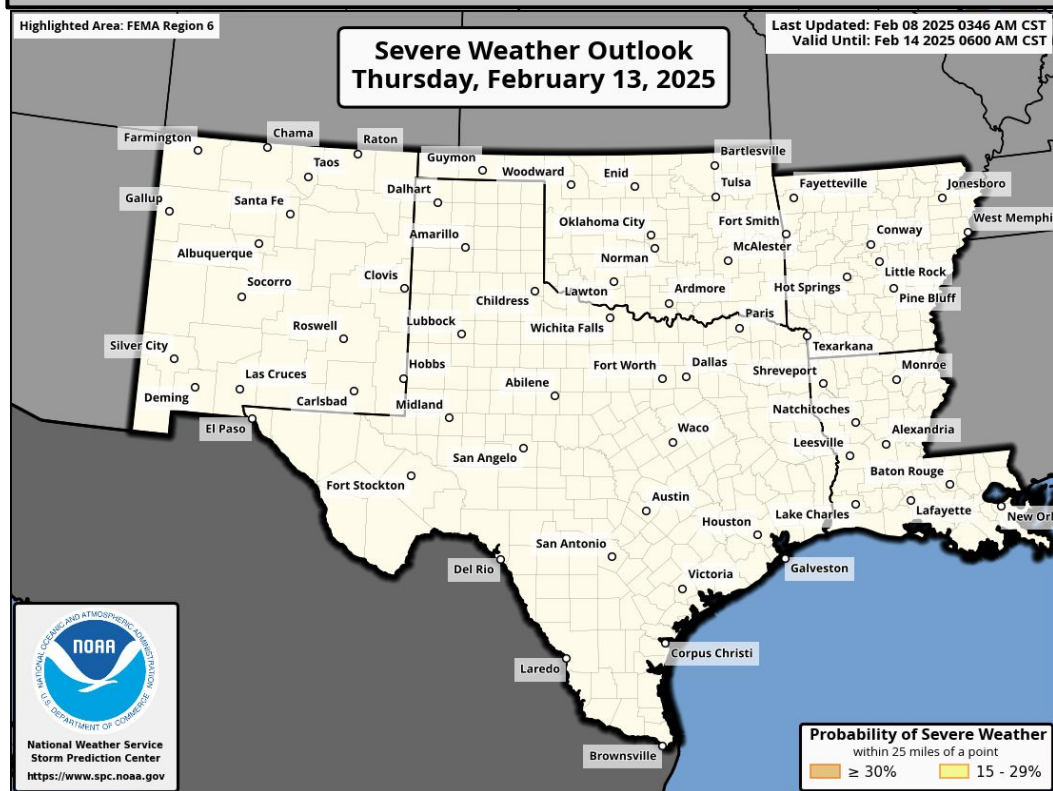 Highlighted Area: FEMA Region 6
Severe Weather Outlook
Thursday, February 13, 2025
Last Updated: Feb 08 2025 0346 AM CST
Valid Until: Feb 14 2025 0600 AM CST
Farmington
Chama
Raton
Taos
Gallup
Santa Fe
Albuquerque
Socorro
Clovis
Roswell
Silver City
Las Cruces
Hobbs
Deming
Carlsbad
Guymon
Woodward
Enid
Bartlesville
Tulsa
Dalhart
Oklahoma City
Fort Smith
Amarillo
Norman
McAlester
Childress
Lawton
Ardmore
Fayetteville
Jonesboro
West Memphi
Conway
Little Rock
Hot Springs
Pine Bluff
Lubbock
Wichita Falls
Paris
Texarkana
Fort Worth
Dallas
Shreveport
Monroe
Abilene
Midland
Natchitoches
El Paso
Waco
Alexandria
San Angelo
Leesville
Fort Stockton
Baton Rouge
Austin
Houston
Lake Charles
Lafayette
New Orl
San Antonio
Del Rio
Galveston
Victoria
Corpus Christi
Laredo
Brownsville
NATIONAL OCEANIC AND ATMOSPHERIC ADMINISTRATION
NOAA
U.S. DEPARTMENT OF COMMERCE
National Weather Service
Storm Prediction Center
https://www.spc.noaa.gov
Probability of Severe Weather
within 25 miles of a point
≥ 30%
15 - 29%